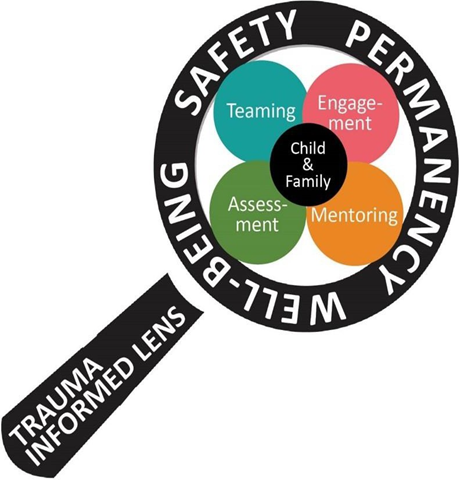 SAFETY PERMANENCY WELL-BEING
Teaming
Engage-
ment
Child
&
Family
Assess-
ment
Mentoring
TRAUMA
INFORMED LENS